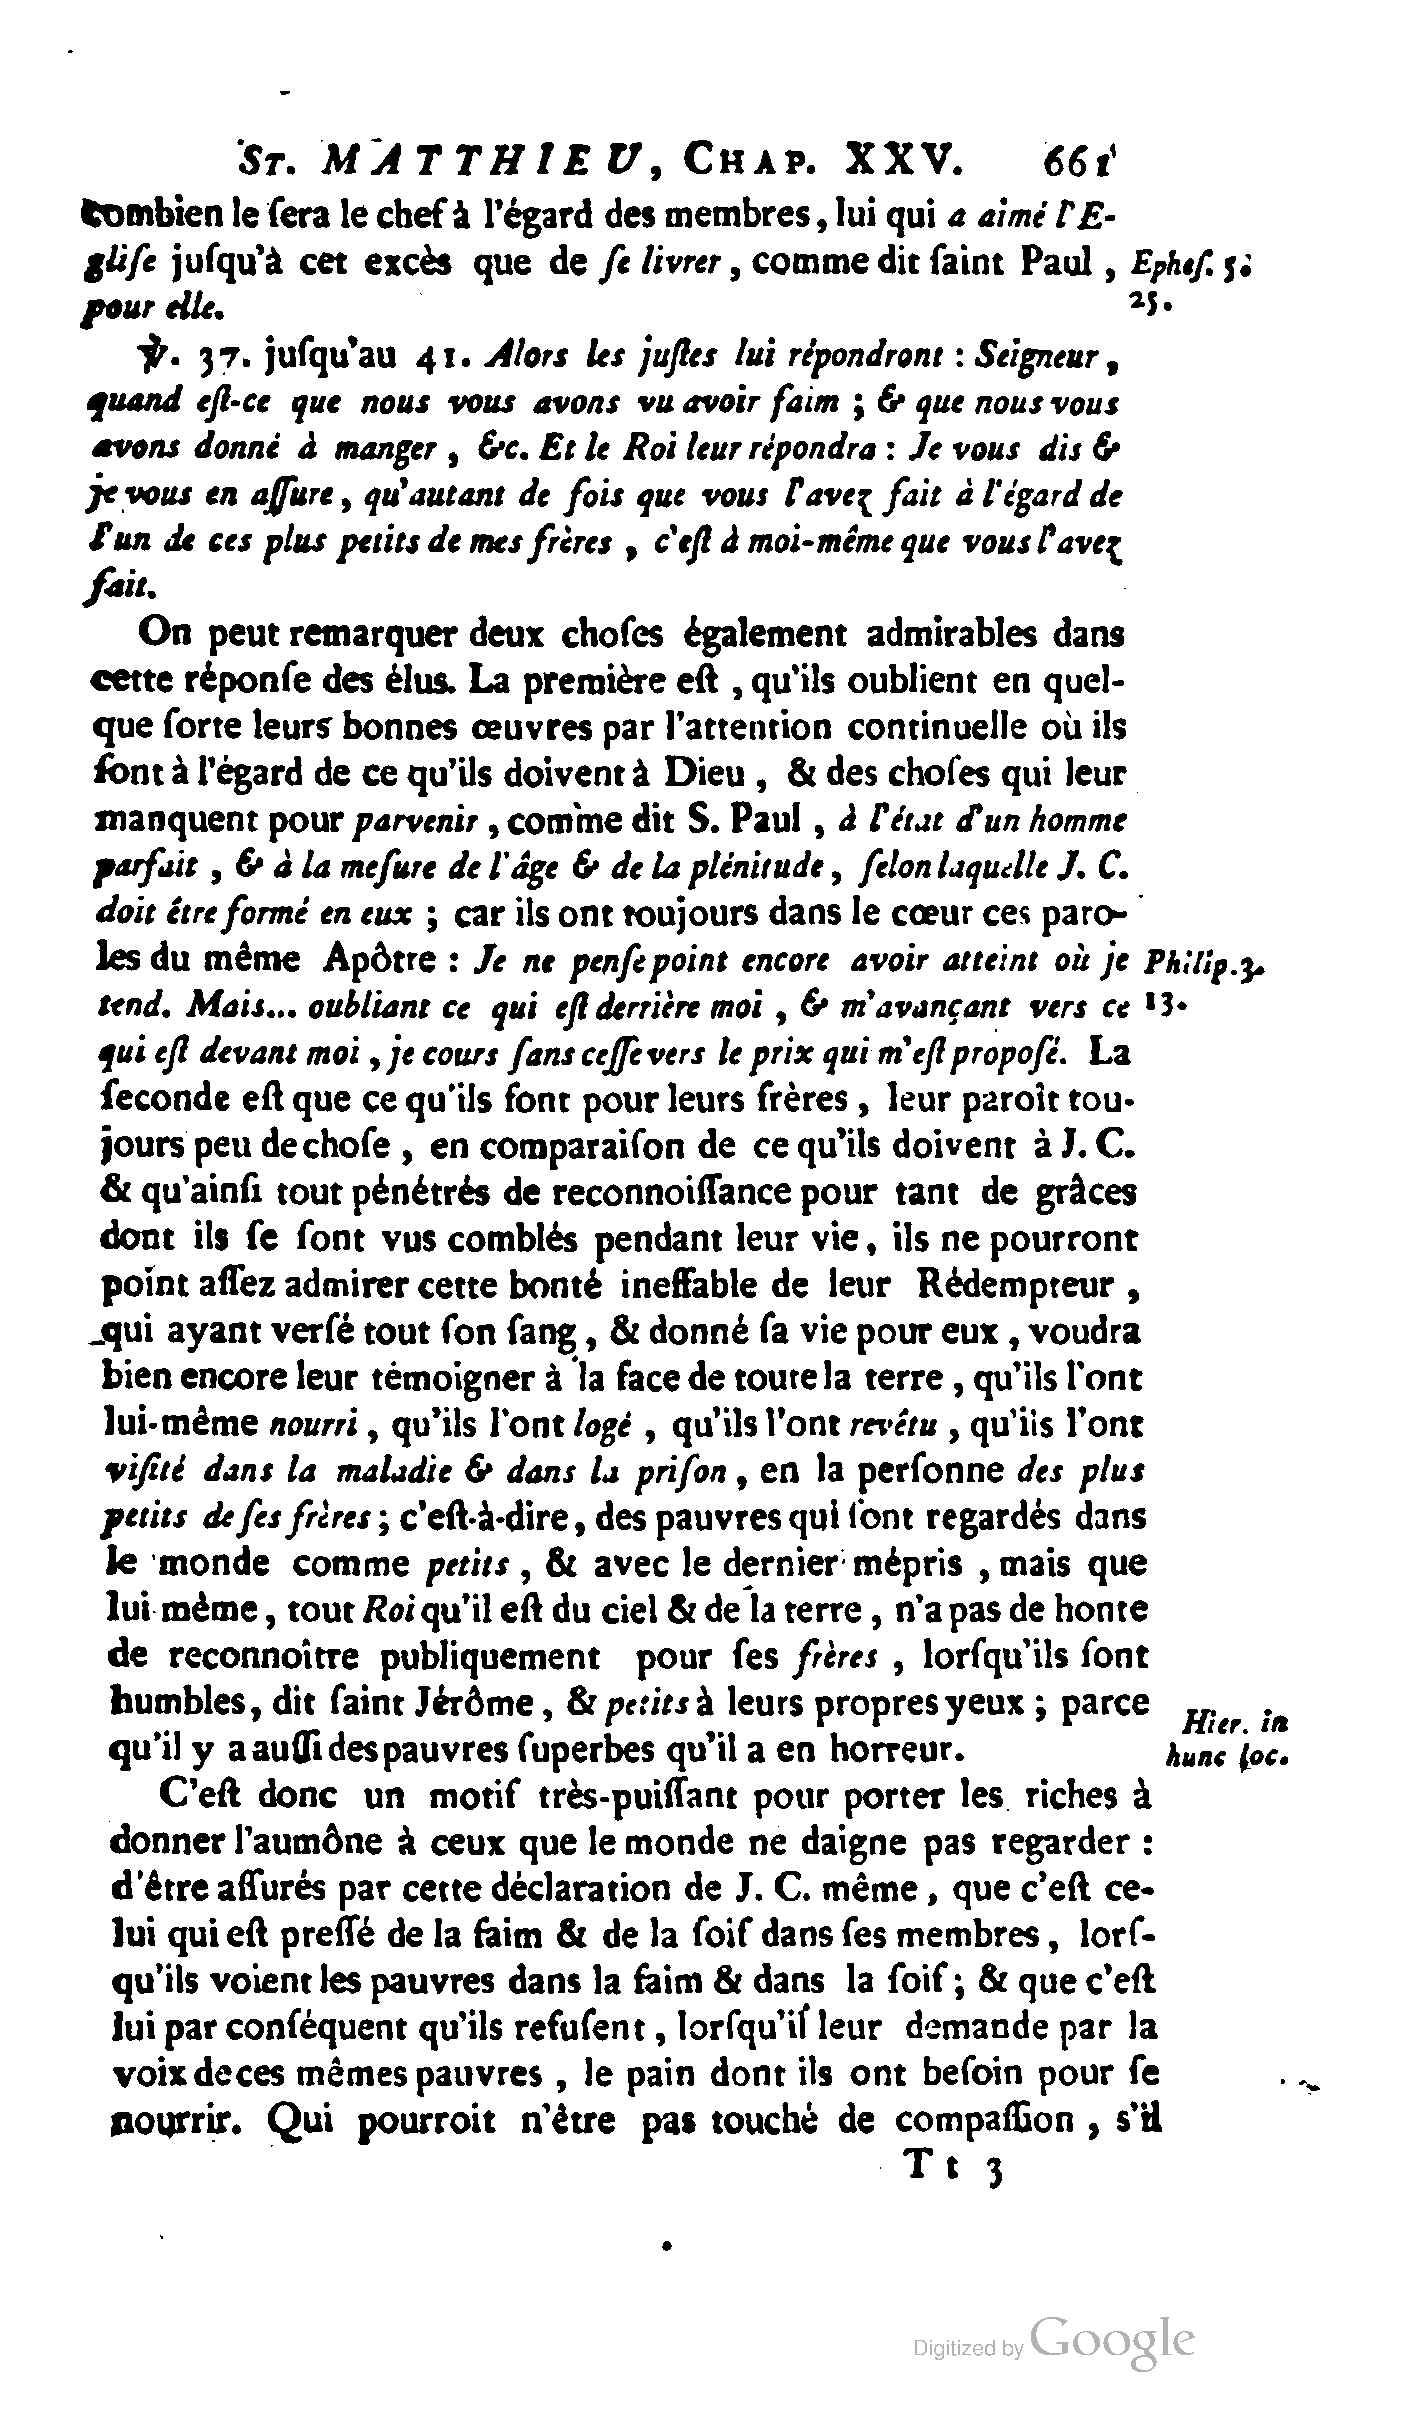 ST. MATTHIEU, CHAP. XXV. 661
combien le ſera le chef à l'égard des membres, lui qui a aimé l'E-
gliſe juſqu'à cet excès que de ſe livrer, comme dit ſaint Paul, Epheſ. 5.
pour elle. 25.
℣. 37. juſqu'au 41. Alors les juſtes lui répondront : Seigneur,
quand eſt-ce que nous vous avons vu avoir faim ; & que nous vous
avons donné à manger, &c. Et le Roi leur répondra : Je vous dis &
je vous en aſſure, qu'autant de fois que vous l'avez fait à l'égard de
l'un de ces plus petits de mes frères, c'eſt à moi-même que vous l'avez
fait.
On peut remarquer deux choſes également admirables dans
cette réponſe des élus. La première eſt, qu'ils oublient en quel-
que ſorte leurs bonnes œuvres par l'attention continuelle où ils
ſont à l'égard de ce qu'ils doivent à Dieu, & des choſes qui leur
manquent pour parvenir, comme dit S. Paul, à l'état d'un homme
parfait, & à la meſure de l'âge & de la plénitude, ſelon laquelle J. C.
doit être formé en eux ; car ils ont toujours dans le cœur ces paro-
les du même Apôtre : Je ne penſe point encore avoir atteint où je Philip. 3.
tend. Mais... oubliant ce qui eſt derrière moi, & m'avançant vers ce 13.
qui eſt devant moi, je cours ſans ceſſe vers le prix qui m'eſt propoſé. La
ſeconde eſt que ce qu'ils font pour leurs frères, leur paroît tou-
jours peu de choſe, en comparaiſon de ce qu'ils doivent à J. C.
& qu'ainſi tout pénétrés de reconnoiſſance pour tant de grâces
dont ils ſe ſont vus comblés pendant leur vie, ils ne pourront
point aſſez admirer cette bonté ineffable de leur Rédempteur,
qui ayant verſé tout ſon ſang, & donné ſa vie pour eux, voudra
bien encore leur témoigner à la face de toute la terre, qu'ils l'ont
lui-même nourri, qu'ils l'ont logé, qu'ils l'ont revêtu, qu'ils l'ont
viſité dans la maladie & dans la priſon, en la perſonne des plus
petits de ſes frères ; c'eſt-à-dire, des pauvres qui ſont regardés dans
le monde comme petits, & avec le dernier mépris, mais que
lui-même, tout Roi qu'il eſt du ciel & de la terre, n'a pas de honte
de reconnoître publiquement pour ſes frères, lorſqu'ils ſont
humbles, dit ſaint Jérôme, & petits à leurs propres yeux ; parce Hier. in
qu'il y a auſſi des pauvres ſuperbes qu'il a en horreur. hunc loc.
C'eſt donc un motif très-puiſſant pour porter les riches à
donner l'aumône à ceux que le monde ne daigne pas regarder :
d'être aſſurés par cette déclaration de J. C. même, que c'eſt ce-
lui qui eſt preſſé de la faim & de la ſoif dans ſes membres, lorſ-
qu'ils voient les pauvres dans la faim & dans la ſoif ; & que c'eſt
lui par conſéquent qu'ils refuſent, lorſqu'il leur demande par la
voix de ces mêmes pauvres, le pain dont ils ont beſoin pour ſe
nourrir. Qui pourroit n'être pas touché de compaſſion, s'il
Tt 3
Digitized by Google